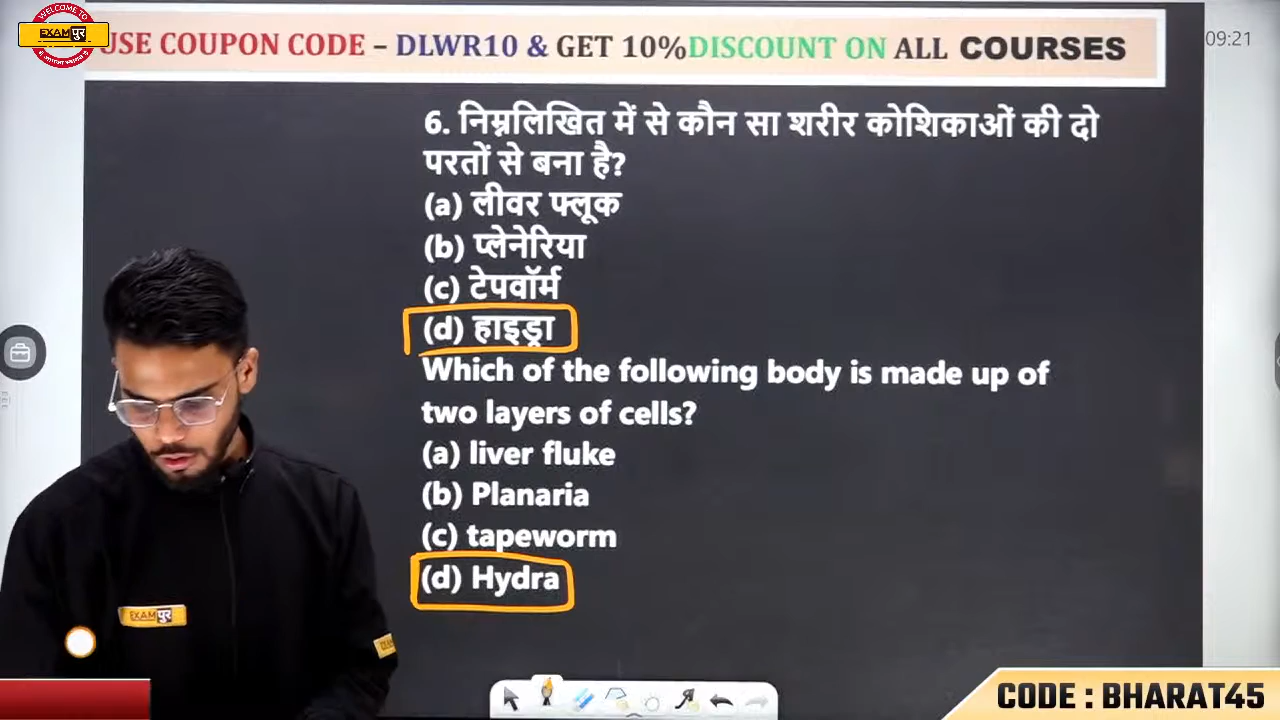 WELCOME TO
EXAMपुर
USE COUPON CODE – DLWR10 & GET 10% DISCOUNT ON ALL COURSES
09:21
6. निम्नलिखित में से कौन सा शरीर कोशिकाओं की दो
परतों से बना है?
(a) लीवर फ्लूक
(b) प्लेनेरिया
(c) टेपवॉर्म
(d) हाइड्रा
Which of the following body is made up of
two layers of cells?
(a) liver fluke
(b) Planaria
(c) tapeworm
(d) Hydra
EXAMपुर
CODE : BHARAT45